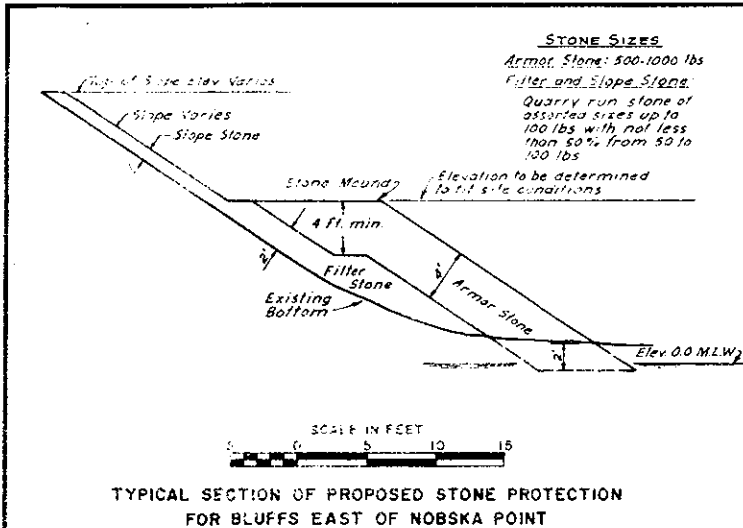 STONE SIZES
Armor Stone: 500-1000 lbs
Filter and Slope Stone:
Quarry run stone of
assorted sizes up to
100 lbs with not less
than 50% from 50 to
100 lbs
Top of Slope Elev. Varies
Slope Varies
Slope Stone
Stone Mound
Elevation to be determined
to fit site conditions
4 Ft. min.
Filter
Stone
4'
Armor Stone
2'
Existing
Bottom
2'
Elev. 0.0 M.L.W.
SCALE IN FEET
5 0 5 10 15
TYPICAL SECTION OF PROPOSED STONE PROTECTION
FOR BLUFFS EAST OF NOBSKA POINT